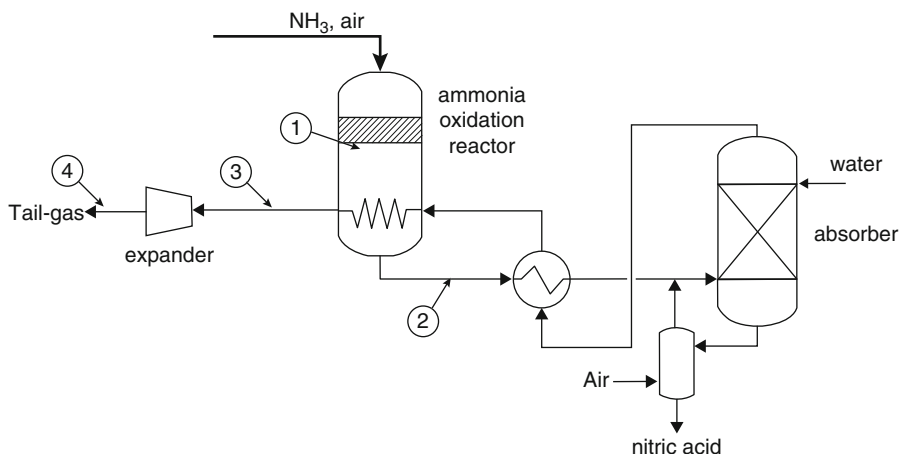 NH3, air
ammonia
oxidation
reactor
1
4
3
Tail-gas
expander
2
water
absorber
Air
nitric acid